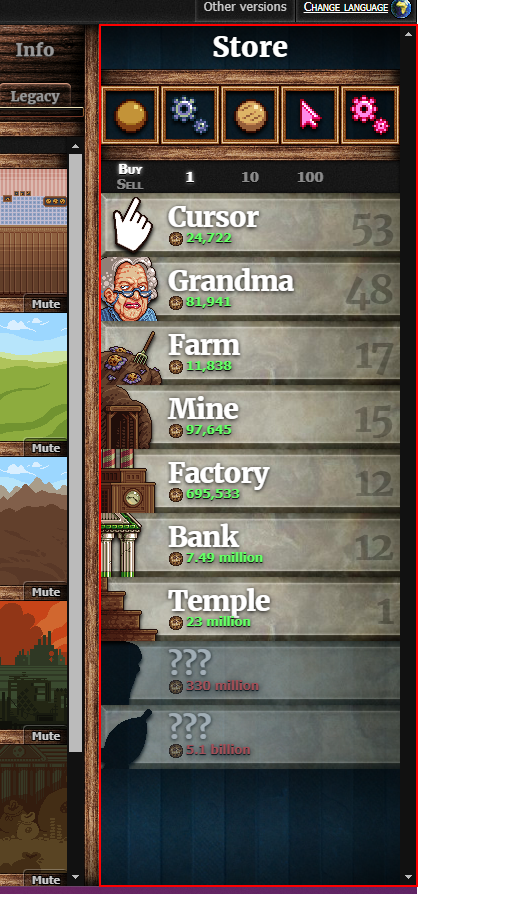 Other versions
Change language
Info
Legacy
Store
Buy
Sell
1
10
100
Cursor
24,722
53
Grandma
81,941
48
Farm
11,838
17
Mine
97,645
15
Factory
695,533
12
Bank
7.49 million
12
Temple
23 million
1
???
330 million
???
5.1 billion
Mute
Mute
Mute
Mute
Mute